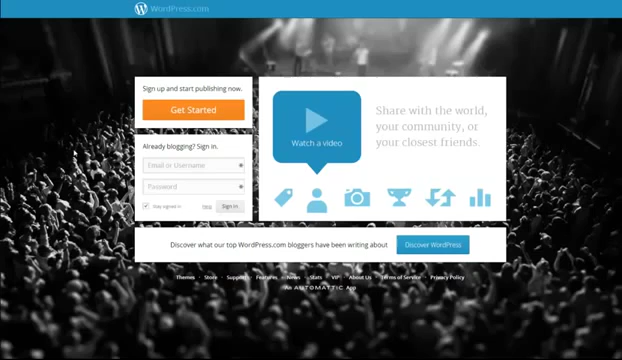 WordPress.com
Sign up and start publishing now.
Get Started
Already blogging? Sign in.
Email or Username
Password
Stay signed in
Help
Sign In
Watch a video
Share with the world,
your community, or
your closest friends.
Discover what our top WordPress.com bloggers have been writing about
Discover WordPress
Themes · Store · Support · Features · News · Stats · VIP · About Us · Terms of Service · Privacy Policy
An AUTOMATTIC App